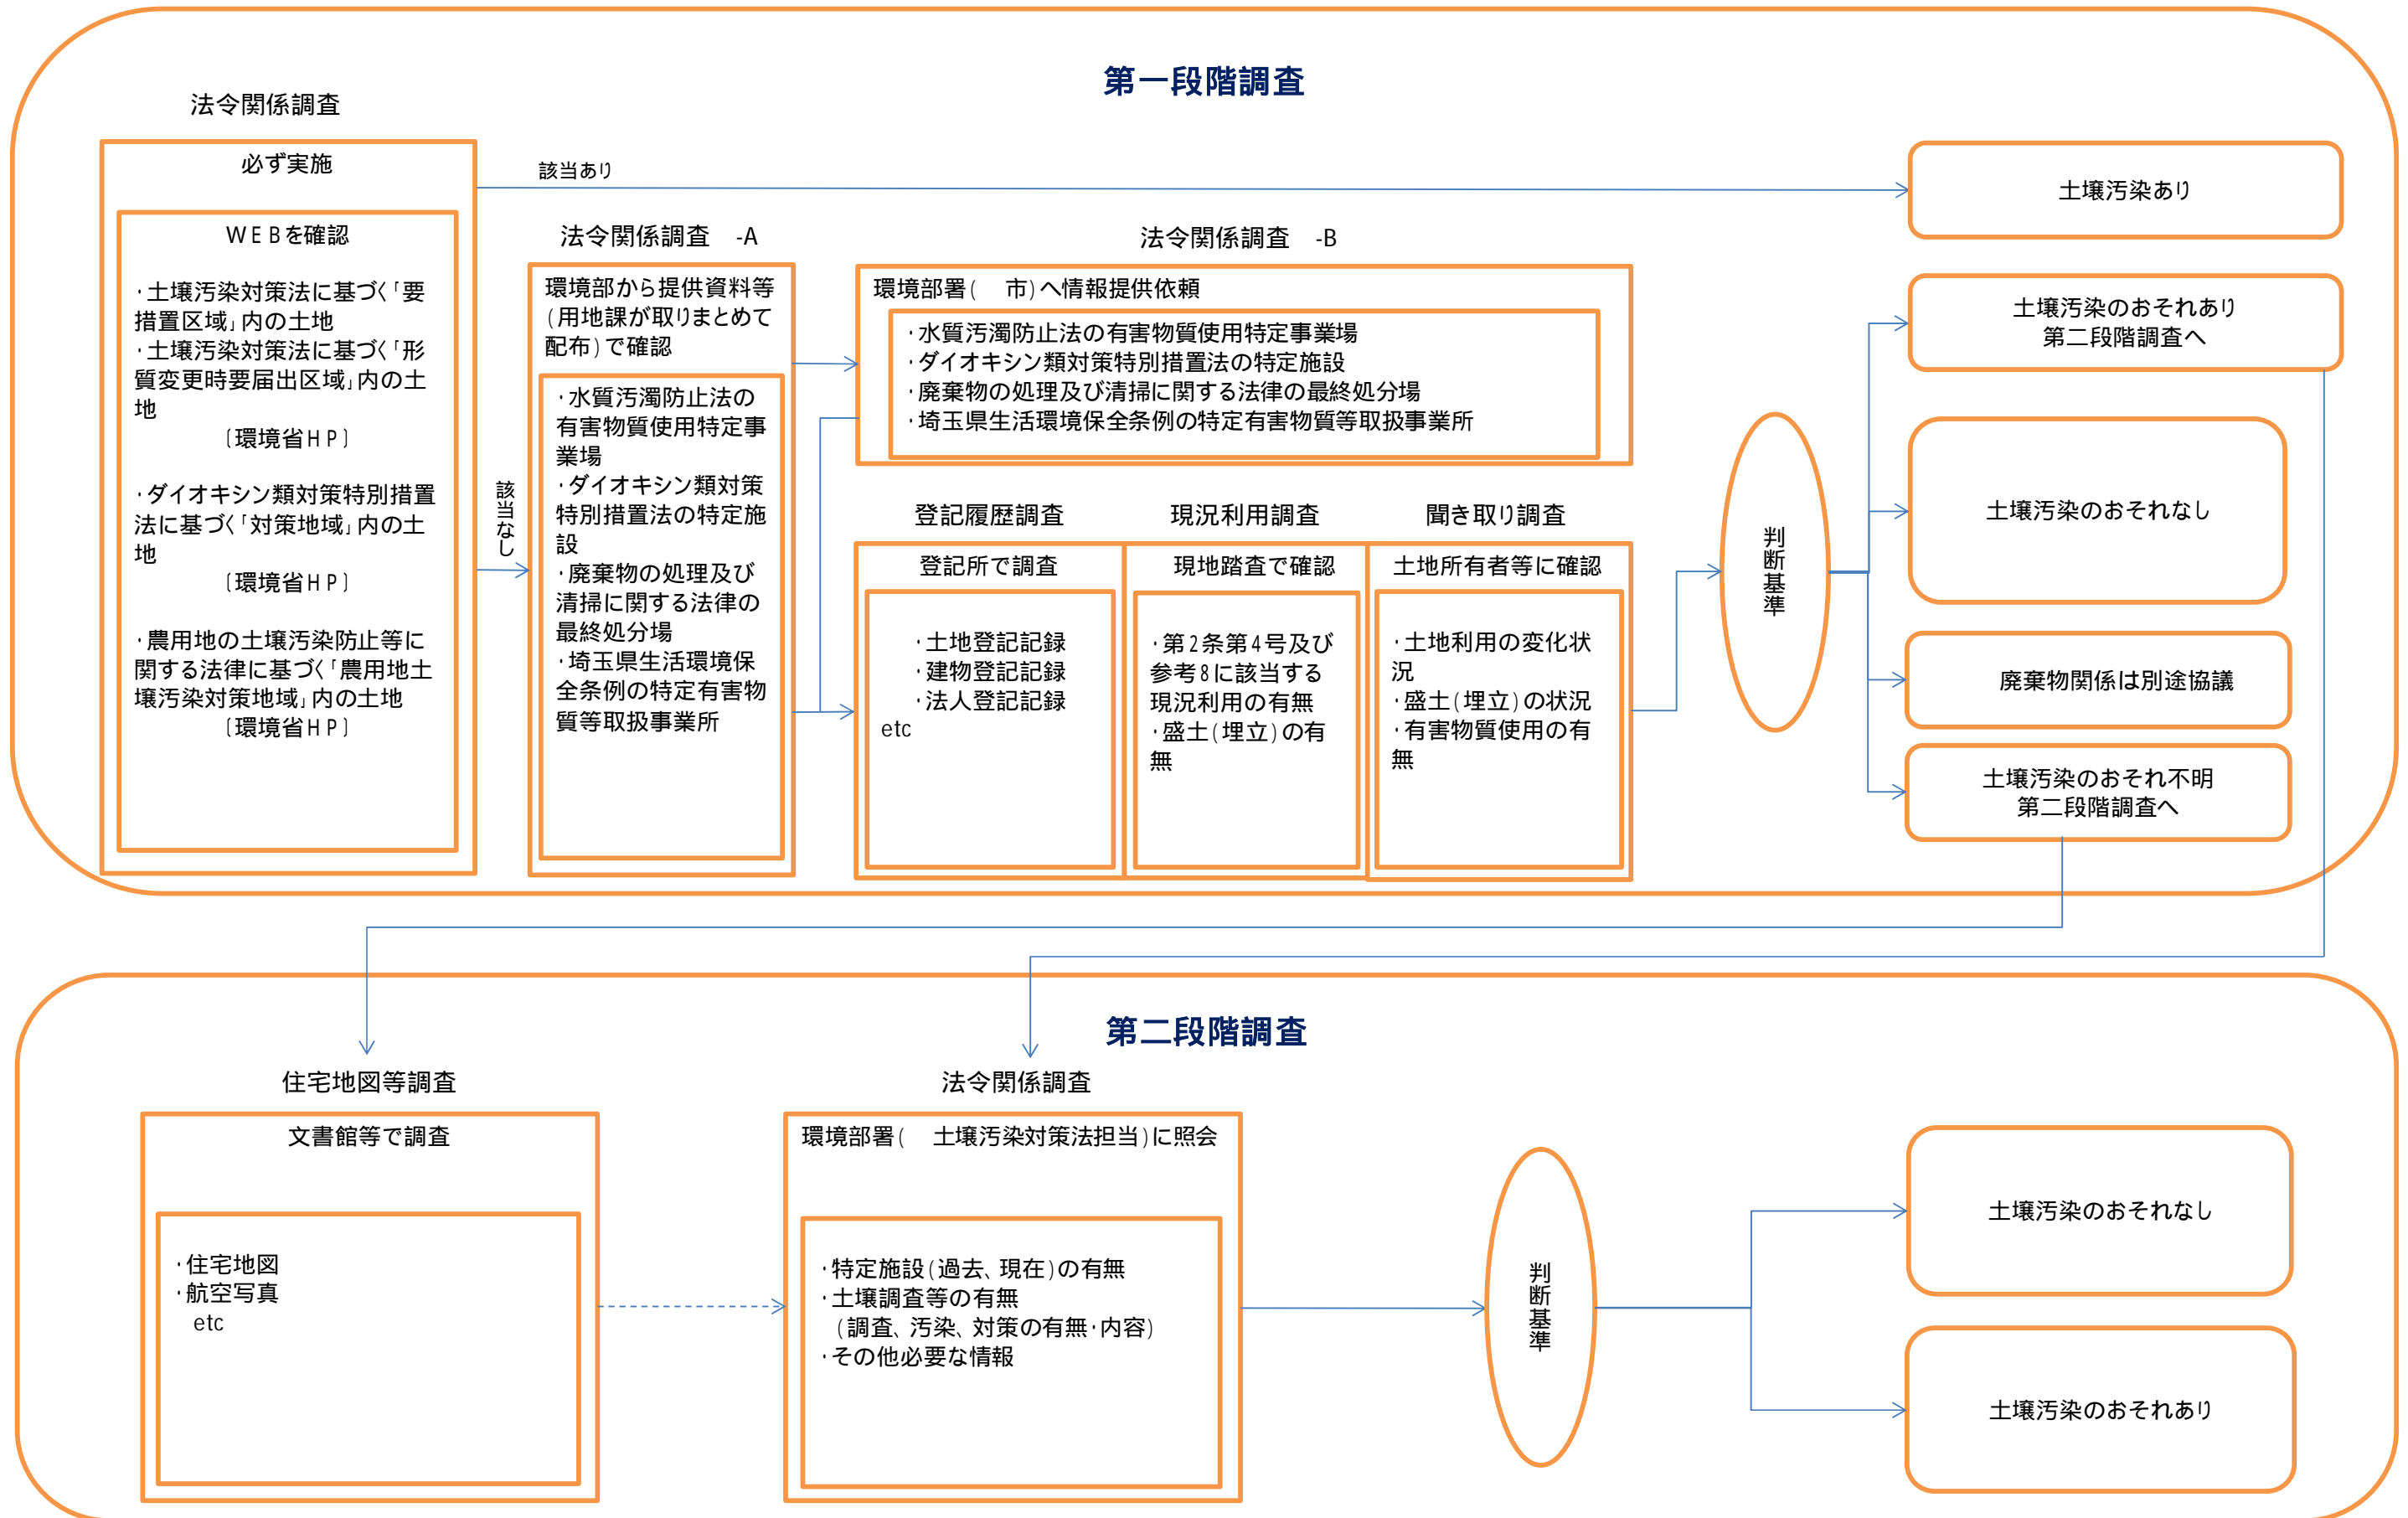 第一段階調査
法令関係調査
必ず実施
WEBを確認
・土壌汚染対策法に基づく「要
措置区域」内の土地
・土壌汚染対策法に基づく「形
質変更時要届出区域」内の土
地
〔環境省HP〕
・ダイオキシン類対策特別措置
法に基づく「対策地域」内の土
地
〔環境省HP〕
・農用地の土壌汚染防止等に
関する法律に基づく「農用地土
壌汚染対策地域」内の土地
〔環境省HP〕
該当あり
該当なし
法令関係調査 -A
環境部から提供資料等
(用地課が取りまとめて
配布)で確認
・水質汚濁防止法の
有害物質使用特定事
業場
・ダイオキシン類対策
特別措置法の特定施
設
・廃棄物の処理及び
清掃に関する法律の
最終処分場
・埼玉県生活環境保
全条例の特定有害物
質等取扱事業所
法令関係調査 -B
環境部署( 市)へ情報提供依頼
・水質汚濁防止法の有害物質使用特定事業場
・ダイオキシン類対策特別措置法の特定施設
・廃棄物の処理及び清掃に関する法律の最終処分場
・埼玉県生活環境保全条例の特定有害物質等取扱事業所
登記履歴調査
登記所で調査
・土地登記記録
・建物登記記録
・法人登記記録
etc
現況利用調査
現地踏査で確認
・第2条第4号及び
参考8に該当する
現況利用の有無
・盛土(埋立)の有
無
聞き取り調査
土地所有者等に確認
・土地利用の変化状
況
・盛土(埋立)の状況
・有害物質使用の有
無
判断基準
土壌汚染あり
土壌汚染のおそれあり
第二段階調査へ
土壌汚染のおそれなし
廃棄物関係は別途協議
土壌汚染のおそれ不明
第二段階調査へ
第二段階調査
住宅地図等調査
文書館等で調査
・住宅地図
・航空写真
etc
法令関係調査
環境部署( 土壌汚染対策法担当)に照会
・特定施設(過去、現在)の有無
・土壌調査等の有無
(調査、汚染、対策の有無・内容)
・その他必要な情報
判断基準
土壌汚染のおそれなし
土壌汚染のおそれあり